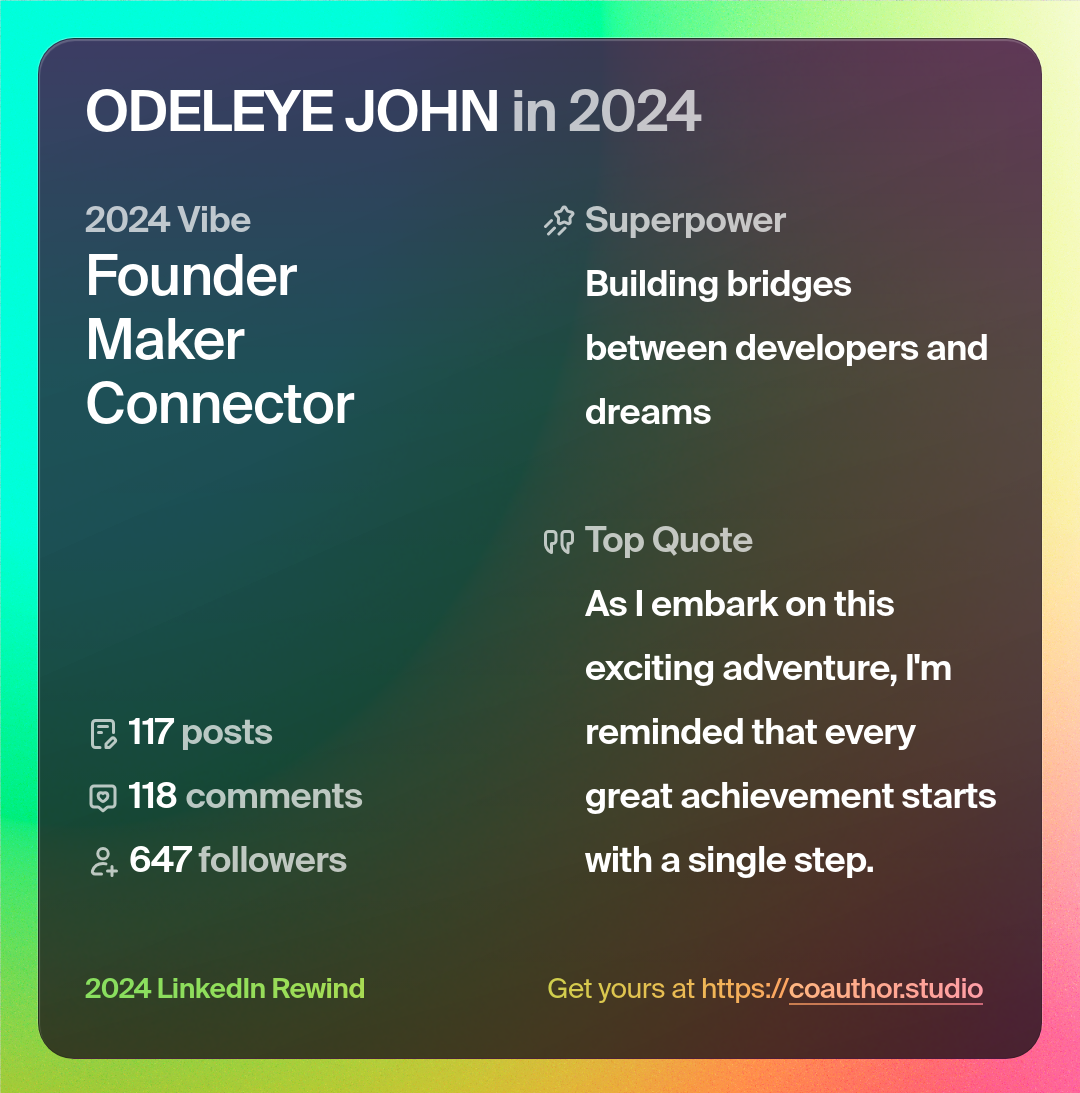 ODELEYE JOHN in 2024
2024 Vibe
Founder
Maker
Connector
117 posts
118 comments
647 followers
Superpower
Building bridges
between developers and
dreams
Top Quote
As I embark on this
exciting adventure, I'm
reminded that every
great achievement starts
with a single step.
2024 LinkedIn Rewind
Get yours at https://coauthor.studio